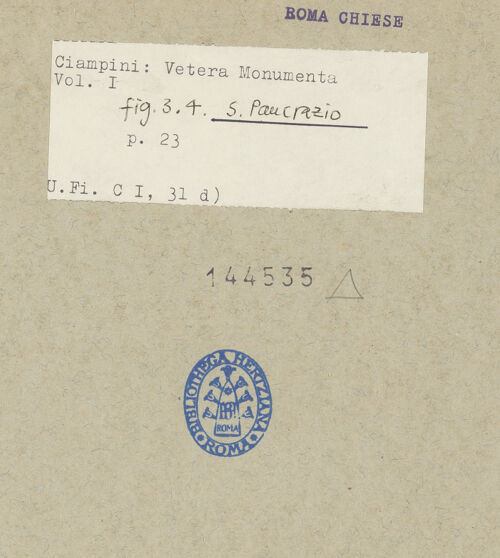 ROMA CHIESE
Ciampini: Vetera Monumenta
Vol. I
fig. 3.4. S. Pancrazio
p. 23
U.Fi. C I, 31 d)
144535
BIBLIOTHECA HERTZIANA
ROMA
ROMA